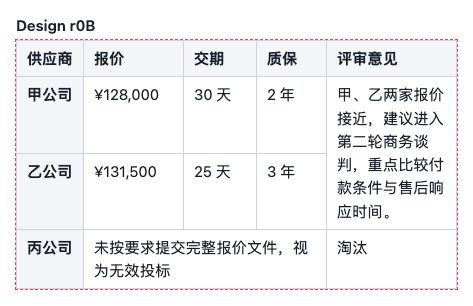 Design r0B
供应商 报价 交期 质保 评审意见
甲公司 ¥128,000 30 天 2 年
甲、乙两家报价
接近，建议进入
第二轮商务谈
判，重点比较付
款条件与售后响
应时间。
乙公司 ¥131,500 25 天 3 年
丙公司
未按要求提交完整报价文件，视
为无效投标
淘汰